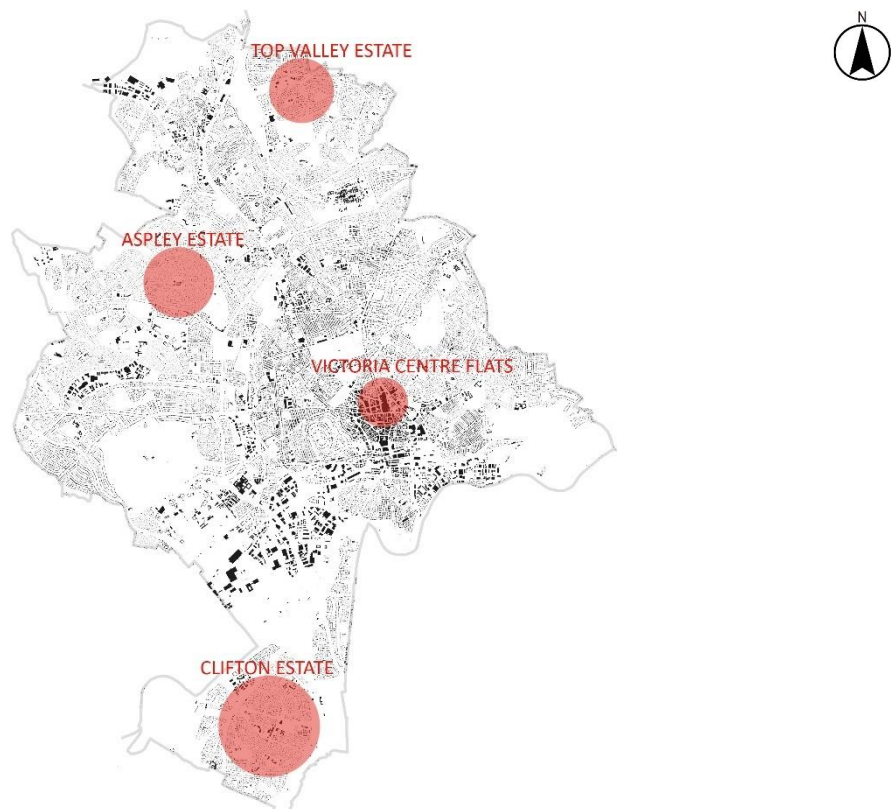 N
TOP VALLEY ESTATE
ASPLEY ESTATE
VICTORIA CENTRE FLATS
CLIFTON ESTATE